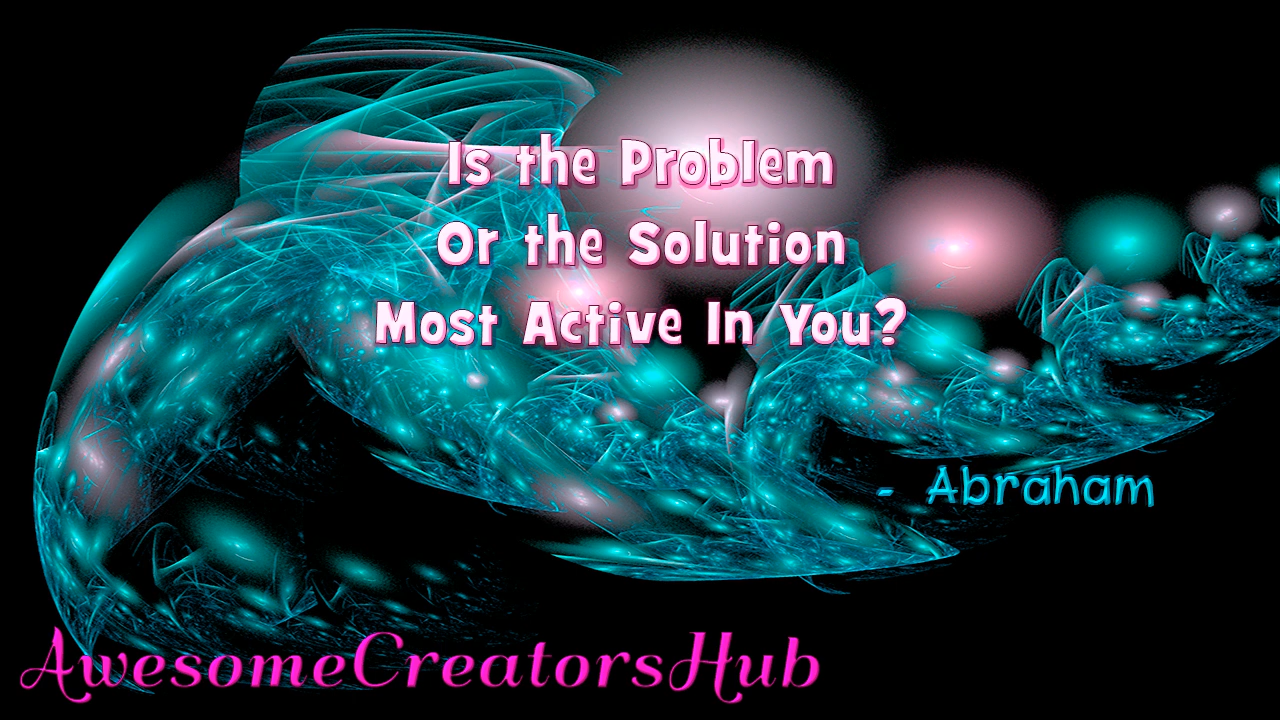 Is the Problem
Or the Solution
Most Active In You?
- Abraham
AwesomeCreatorsHub